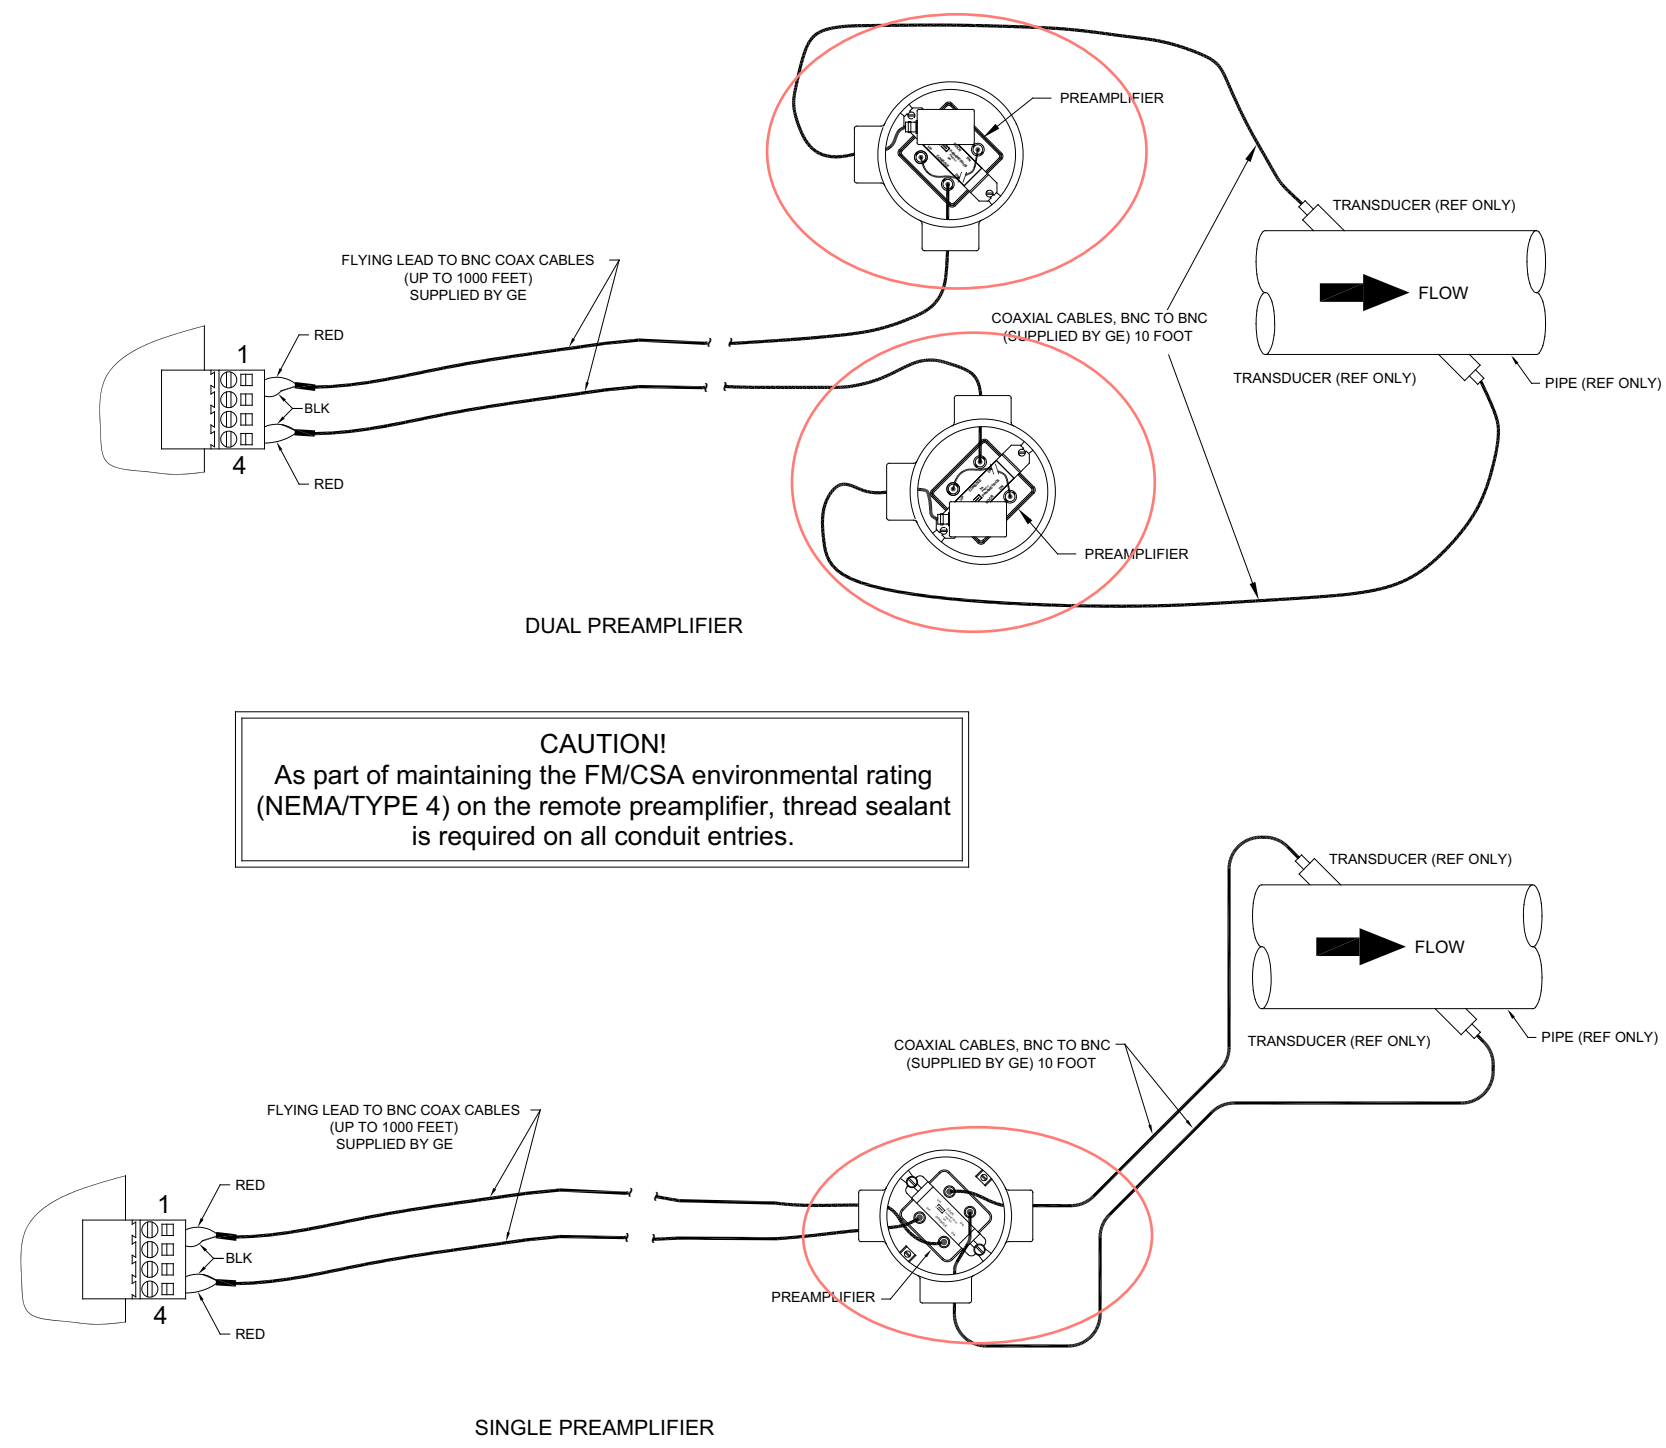 PREAMPLIFIER
TRANSDUCER (REF ONLY)
FLYING LEAD TO BNC COAX CABLES
(UP TO 1000 FEET)
SUPPLIED BY GE
FLOW
COAXIAL CABLES, BNC TO BNC
(SUPPLIED BY GE) 10 FOOT
RED
1
TRANSDUCER (REF ONLY)
PIPE (REF ONLY)
BLK
4
RED
PREAMPLIFIER
DUAL PREAMPLIFIER
CAUTION!
As part of maintaining the FM/CSA environmental rating
(NEMA/TYPE 4) on the remote preamplifier, thread sealant
is required on all conduit entries.
TRANSDUCER (REF ONLY)
FLOW
COAXIAL CABLES, BNC TO BNC
(SUPPLIED BY GE) 10 FOOT
TRANSDUCER (REF ONLY)
PIPE (REF ONLY)
FLYING LEAD TO BNC COAX CABLES
(UP TO 1000 FEET)
SUPPLIED BY GE
RED
1
BLK
4
RED
PREAMPLIFIER
SINGLE PREAMPLIFIER